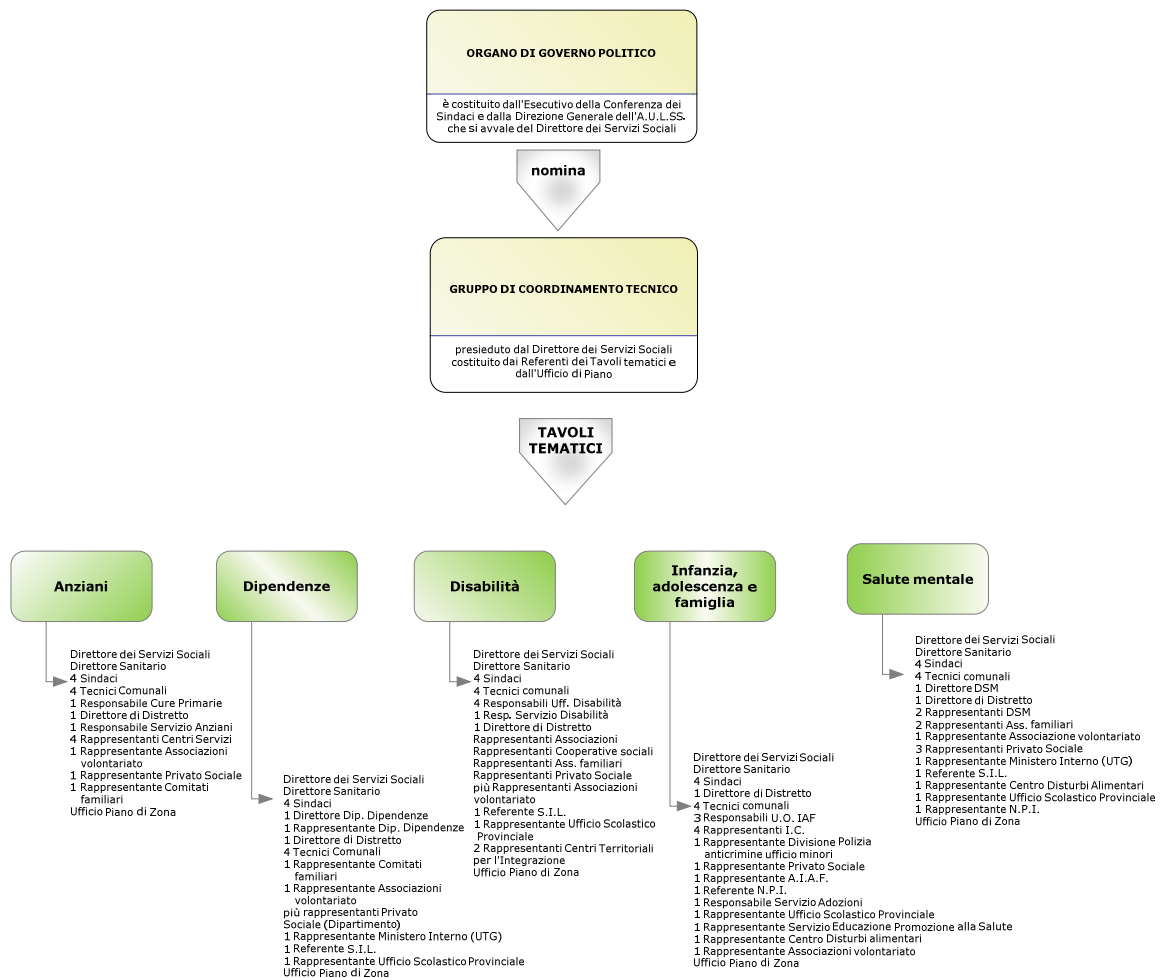 ORGANO DI GOVERNO POLITICO
è costituito dall'Esecutivo della Conferenza dei
Sindaci e dalla Direzione Generale dell'A.U.L.SS.
che si avvale del Direttore dei Servizi Sociali
nomina
GRUPPO DI COORDINAMENTO TECNICO
presieduto dal Direttore dei Servizi Sociali
costituito dai Referenti dei Tavoli tematici e
dall'Ufficio di Piano
TAVOLI
TEMATICI
Anziani
Direttore dei Servizi Sociali
Direttore Sanitario
4 Sindaci
4 Tecnici Comunali
1 Responsabile Cure Primarie
1 Direttore di Distretto
1 Responsabile Servizio Anziani
4 Rappresentanti Centri Servizi
1 Rappresentante Associazioni
volontariato
1 Rappresentante Privato Sociale
1 Rappresentante Comitati
familiari
Ufficio Piano di Zona
Dipendenze
Direttore dei Servizi Sociali
Direttore Sanitario
4 Sindaci
1 Direttore Dip. Dipendenze
1 Rappresentante Dip. Dipendenze
1 Direttore di Distretto
4 Tecnici Comunali
1 Rappresentante Comitati
familiari
1 Rappresentante Associazioni
volontariato
più rappresentanti Privato
Sociale (Dipartimento)
1 Rappresentante Ministero Interno (UTG)
1 Referente S.I.L.
1 Rappresentante Ufficio Scolastico Provinciale
Ufficio Piano di Zona
Disabilità
Direttore dei Servizi Sociali
Direttore Sanitario
4 Sindaci
4 Tecnici comunali
4 Responsabili Uff. Disabilità
1 Resp. Servizio Disabilità
1 Direttore di Distretto
Rappresentanti Associazioni
Rappresentanti Cooperative sociali
Rappresentanti Ass. familiari
Rappresentanti Privato Sociale
più Rappresentanti Associazioni
volontariato
1 Referente S.I.L.
1 Rappresentante Ufficio Scolastico
Provinciale
2 Rappresentanti Centri Territoriali
per l'Integrazione
Ufficio Piano di Zona
Infanzia,
adolescenza e
famiglia
Direttore dei Servizi Sociali
Direttore Sanitario
4 Sindaci
1 Direttore di Distretto
4 Tecnici comunali
3 Responsabili U.O. IAF
4 Rappresentanti I.C.
1 Rappresentante Divisione Polizia
anticrimine ufficio minori
1 Rappresentante Privato Sociale
1 Rappresentante A.I.A.F.
1 Referente N.P.I.
1 Responsabile Servizio Adozioni
1 Rappresentante Ufficio Scolastico Provinciale
1 Rappresentante Servizio Educazione Promozione alla Salute
1 Rappresentante Centro Disturbi alimentari
1 Rappresentante Associazioni volontariato
Ufficio Piano di Zona
Salute mentale
Direttore dei Servizi Sociali
Direttore Sanitario
4 Sindaci
4 Tecnici comunali
1 Direttore DSM
1 Direttore di Distretto
2 Rappresentanti DSM
2 Rappresentanti Ass. familiari
1 Rappresentante Associazione volontariato
3 Rappresentanti Privato Sociale
1 Rappresentante Ministero Interno (UTG)
1 Referente S.I.L.
1 Rappresentante Centro Disturbi Alimentari
1 Rappresentante Ufficio Scolastico Provinciale
1 Rappresentante N.P.I.
Ufficio Piano di Zona